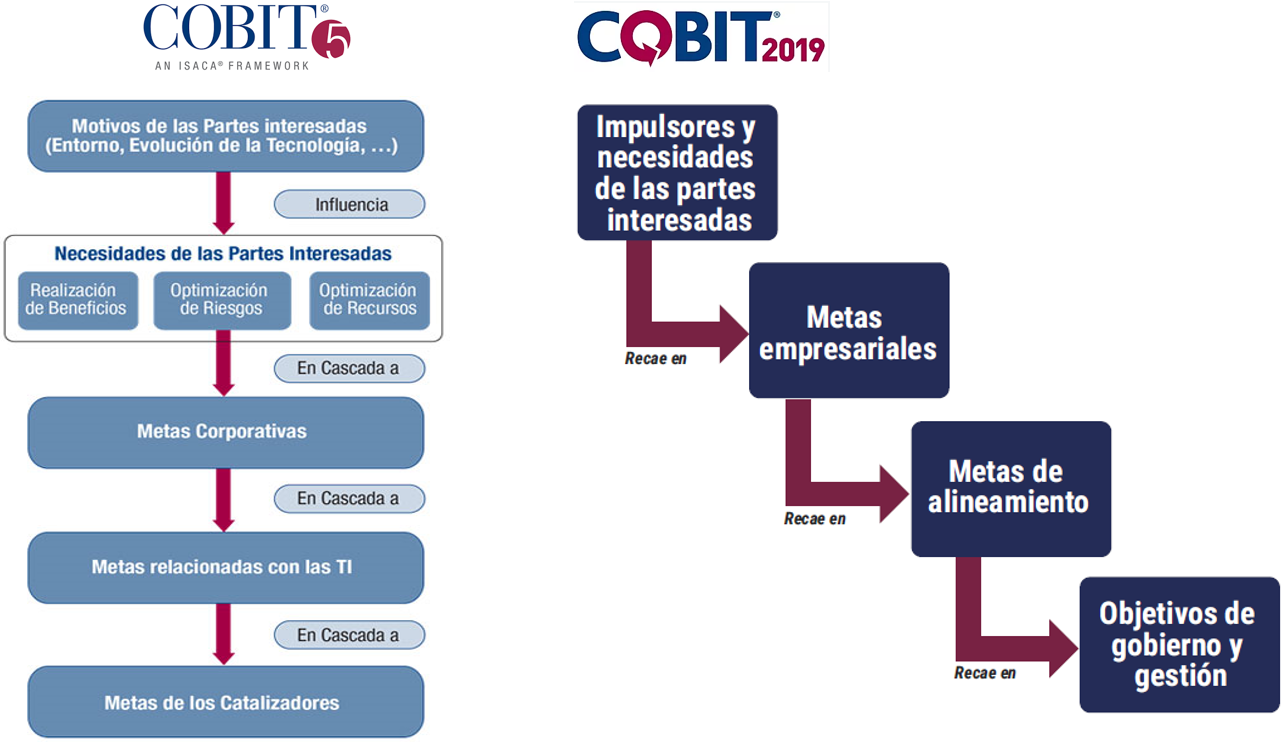 COBIT® 5
AN ISACA® FRAMEWORK
Motivos de las Partes interesadas
(Entorno, Evolución de la Tecnología, …)
Influencia
Necesidades de las Partes Interesadas
Realización
de Beneficios
Optimización
de Riesgos
Optimización
de Recursos
En Cascada a
Metas Corporativas
En Cascada a
Metas relacionadas con las TI
En Cascada a
Metas de los Catalizadores
COBIT® 2019
Impulsores y
necesidades
de las partes
interesadas
Recae en
Metas
empresariales
Recae en
Metas de
alineamiento
Recae en
Objetivos de
gobierno y
gestión